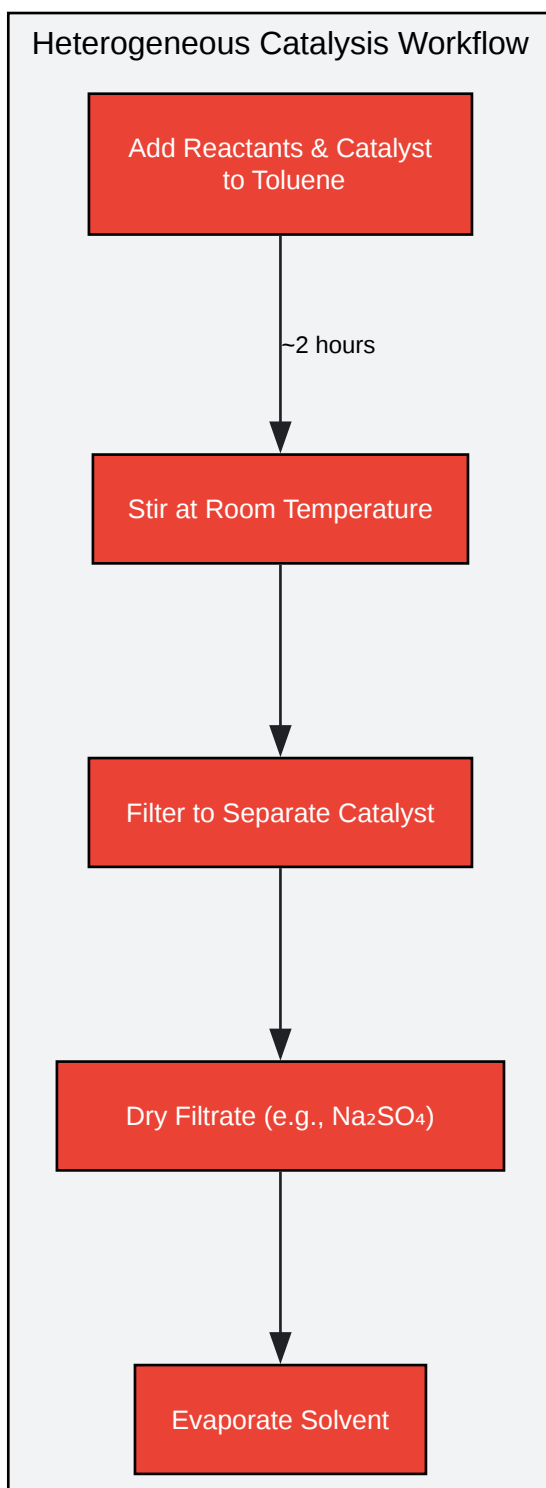 Heterogeneous Catalysis Workflow
Add Reactants & Catalyst
to Toluene
~2 hours
Stir at Room Temperature
Filter to Separate Catalyst
Dry Filtrate (e.g., Na₂SO₄)
Evaporate Solvent